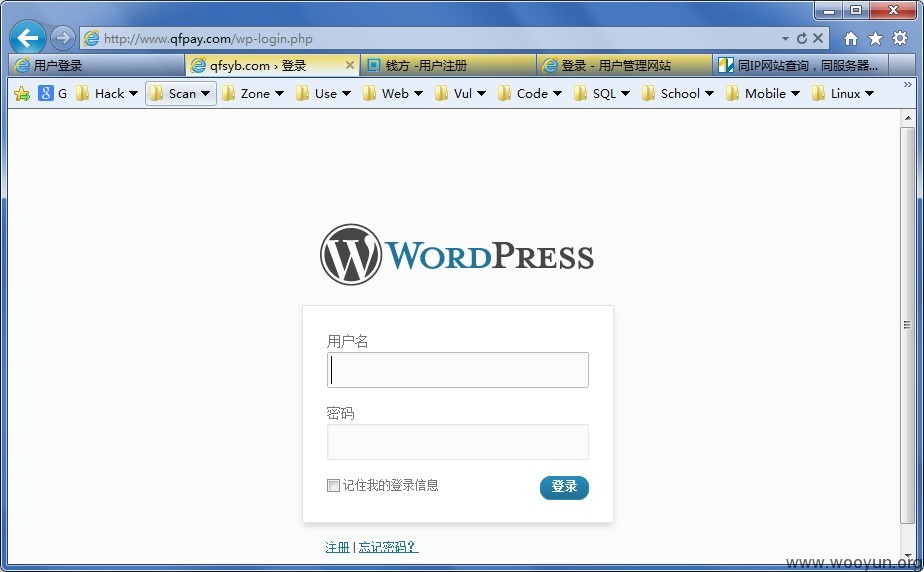 http://www.qfpay.com/wp-login.php
用户登录 qfsyb.com › 登录 钱方 -用户注册 登录 - 用户管理网站 同IP网站查询，同服务器...
G Hack Scan Zone Use Web Vul Code SQL School Mobile Linux »
WORDPRESS
用户名
密码
记住我的登录信息 登录
注册 | 忘记密码？
www.wooyun.org